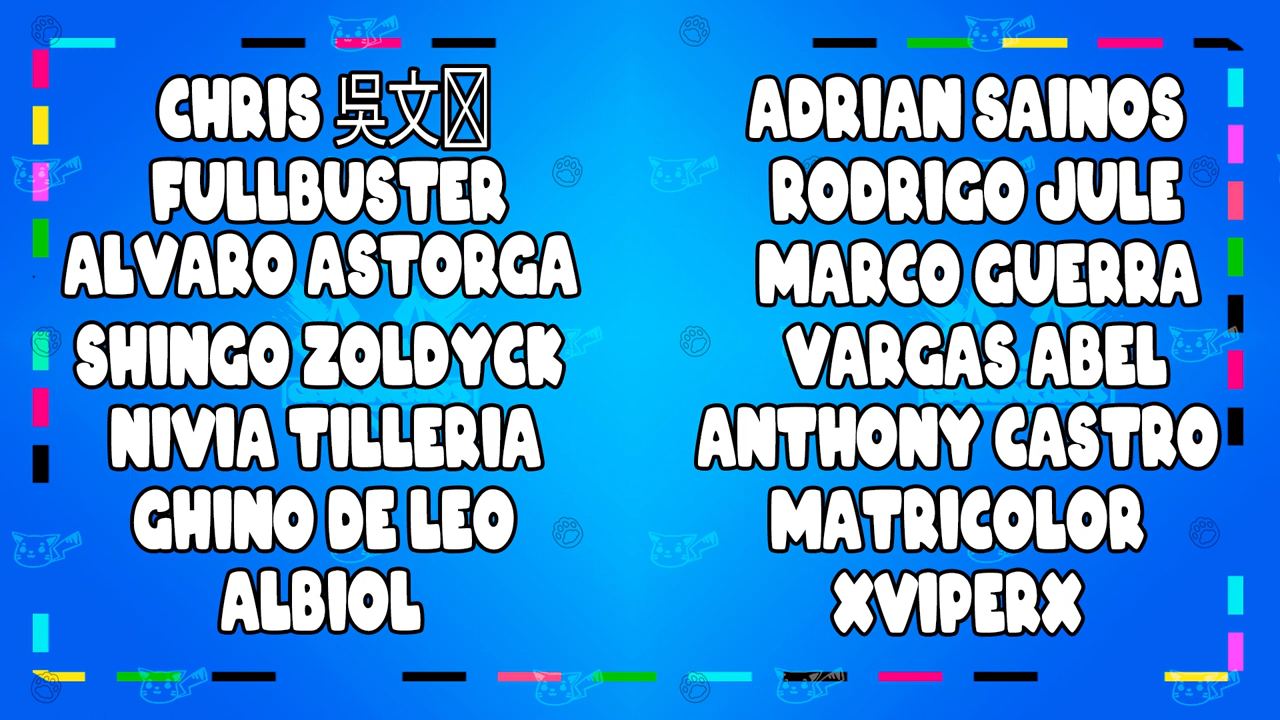 CHRIS 吳文
FULLBUSTER
ALVARO ASTORGA
SHINGO ZOLDYCK
NIVIA TILLERIA
GHINO DE LEO
ALBIOL
ADRIAN SAINOS
RODRIGO JULE
MARCO GUERRA
VARGAS ABEL
ANTHONY CASTRO
MATRICOLOR
XVIPERX